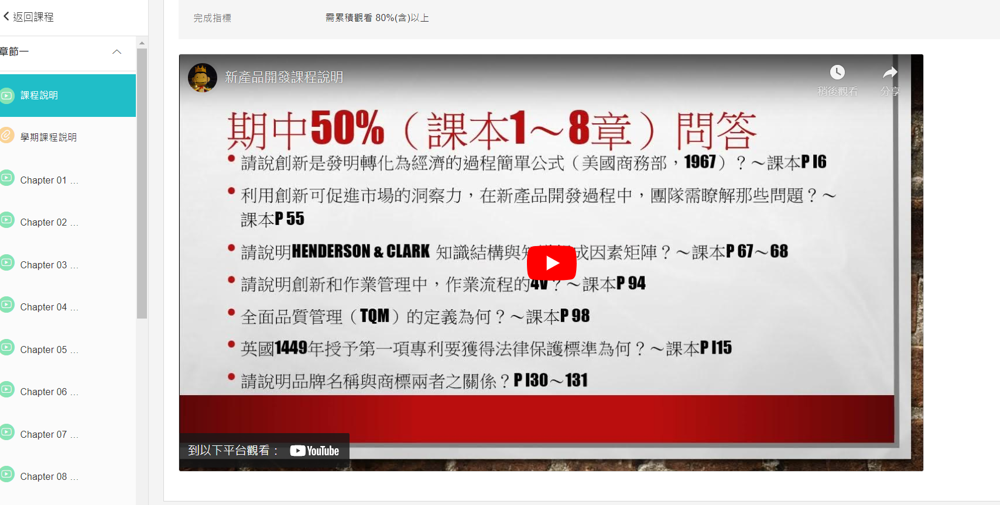 返回課程
完成指標 需累積觀看 80%(含)以上
章節一
課程說明
學期課程說明
Chapter 01 ...
Chapter 02 ...
Chapter 03 ...
Chapter 04 ...
Chapter 05 ...
Chapter 06 ...
Chapter 07 ...
Chapter 08 ...
新產品開發課程說明
稍後觀看
分享
期中50%（課本1～8章）問答
• 請說創新是發明轉化為經濟的過程簡單公式（美國商務部，1967）？～課本P 16
• 利用創新可促進市場的洞察力，在新產品開發過程中，團隊需瞭解那些問題？～
課本P 55
• 請說明HENDERSON & CLARK 知識結構與 成因素矩陣？～課本P 67～68
• 請說明創新和作業管理中，作業流程的4V？～課本P 94
• 全面品質管理（TQM）的定義為何？～課本P 98
• 英國1449年授予第一項專利要獲得法律保護標準為何？～課本P 115
• 請說明品牌名稱與商標兩者之關係？P 130～131
到以下平台觀看： YouTube